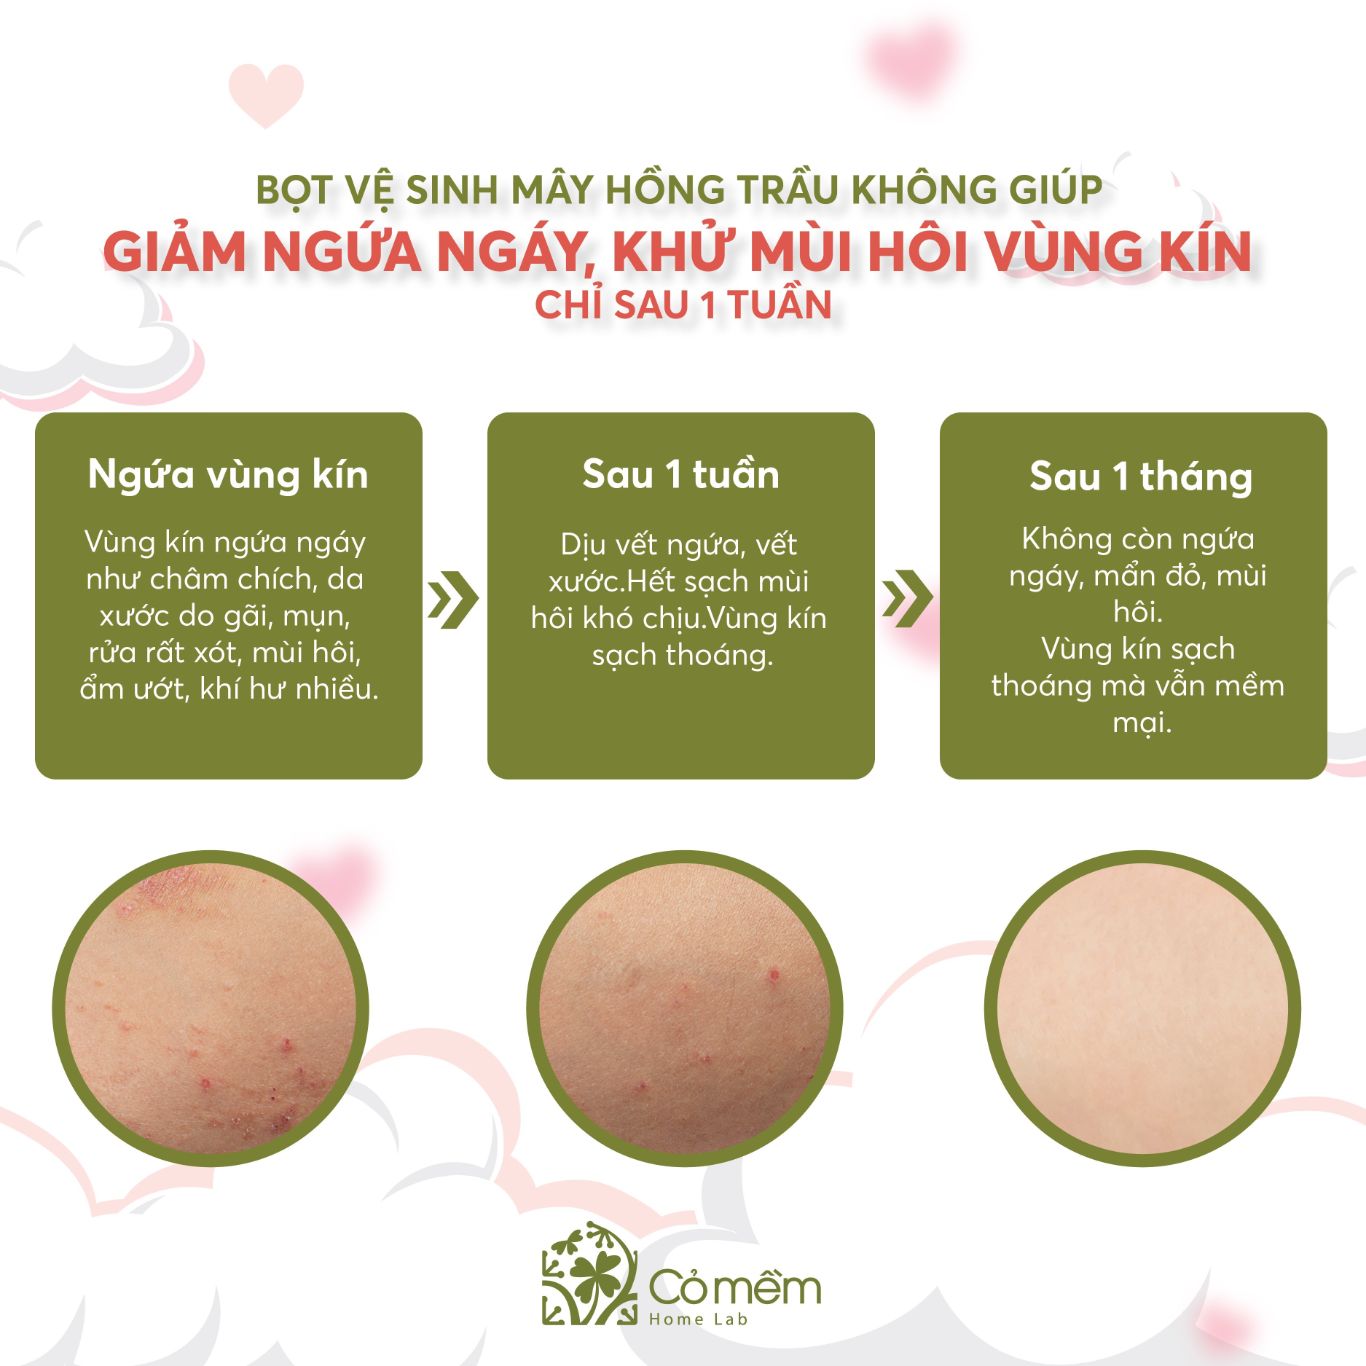 BỌT VỆ SINH MÂY HỒNG TRẦU KHÔNG GIÚP
GIẢM NGỨA NGÁY, KHỬ MÙI HÔI VÙNG KÍN
CHỈ SAU 1 TUẦN
Ngứa vùng kín
Vùng kín ngứa ngáy
như châm chích, da
xước do gãi, mụn,
rửa rất xót, mùi hôi,
ẩm ướt, khí hư nhiều.
Sau 1 tuần
Dịu vết ngứa, vết
xước.Hết sạch mùi
hôi khó chịu.Vùng kín
sạch thoáng.
Sau 1 tháng
Không còn ngứa
ngáy, mẩn đỏ, mùi
hôi.
Vùng kín sạch
thoáng mà vẫn mềm
mại.
Cỏ mềm
Home Lab